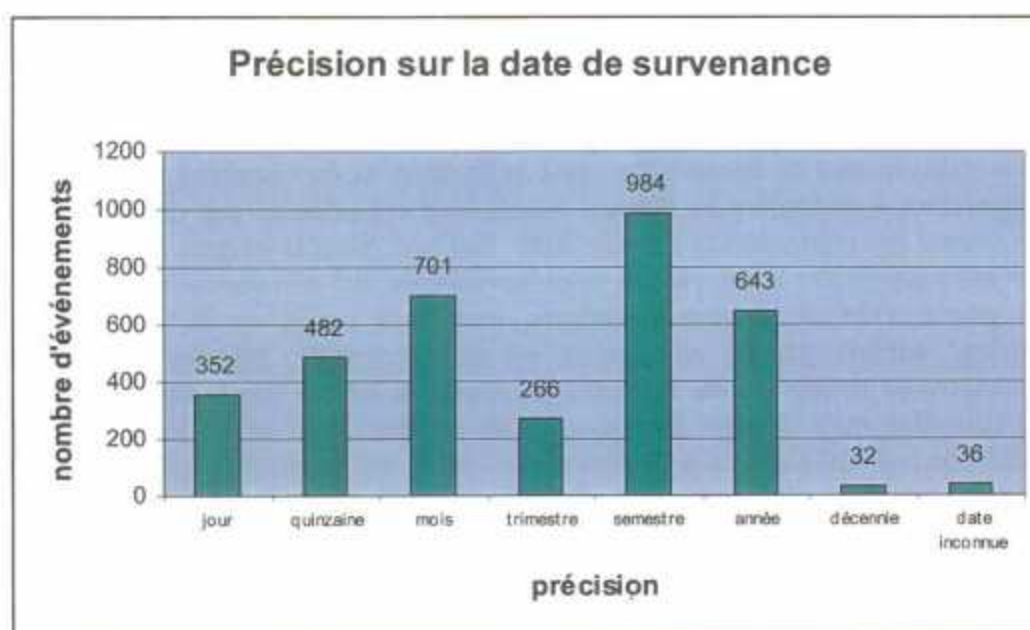 Précision sur la date de survenance
nombre d'événements
1200
1000
800
600
400
200
0
352
482
701
266
984
643
32
36
jour
quinzaine
mois
trimestre
semestre
année
décennie
date
inconnue
précision